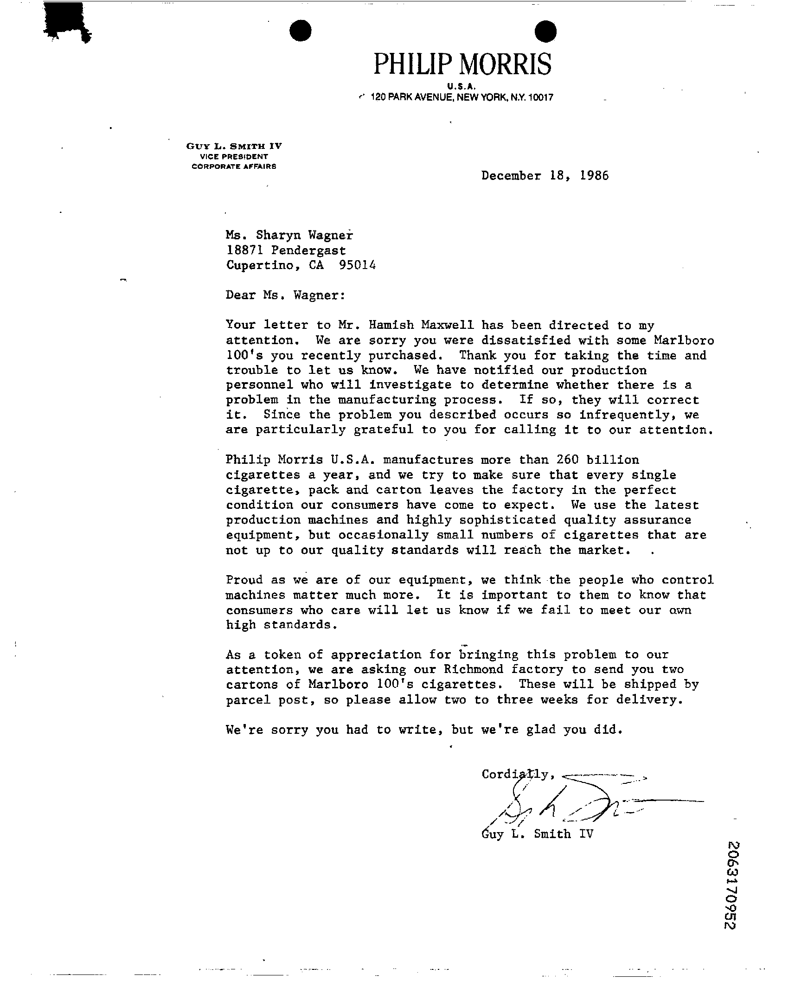 PHILIP MORRIS
U.S.A.
120 PARK AVENUE, NEW YORK, N.Y. 10017
GUY L. SMITH IV
VICE PRESIDENT
CORPORATE AFFAIRS
December 18, 1986
Ms. Sharyn Wagner
18871 Pendergast
Cupertino, CA 95014
Dear Ms. Wagner:
Your letter to Mr. Hamish Maxwell has been directed to my
attention. We are sorry you were dissatisfied with some Marlboro
100's you recently purchased. Thank you for taking the time and
trouble to let us know. We have notified our production
personnel who will investigate to determine whether there is a
problem in the manufacturing process. If so, they will correct
it. Since the problem you described occurs so infrequently, we
are particularly grateful to you for calling it to our attention.
Philip Morris U.S.A. manufactures more than 260 billion
cigarettes a year, and we try to make sure that every single
cigarette, pack and carton leaves the factory in the perfect
condition our consumers have come to expect. We use the latest
production machines and highly sophisticated quality assurance
equipment, but occasionally small numbers of cigarettes that are
not up to our quality standards will reach the market.
Proud as we are of our equipment, we think the people who control
machines matter much more. It is important to them to know that
consumers who care will let us know if we fail to meet our own
high standards.
As a token of appreciation for bringing this problem to our
attention, we are asking our Richmond factory to send you two
cartons of Marlboro 100's cigarettes. These will be shipped by
parcel post, so please allow two to three weeks for delivery.
We're sorry you had to write, but we're glad you did.
Cordially,
Guy L. Smith IV
2063170952